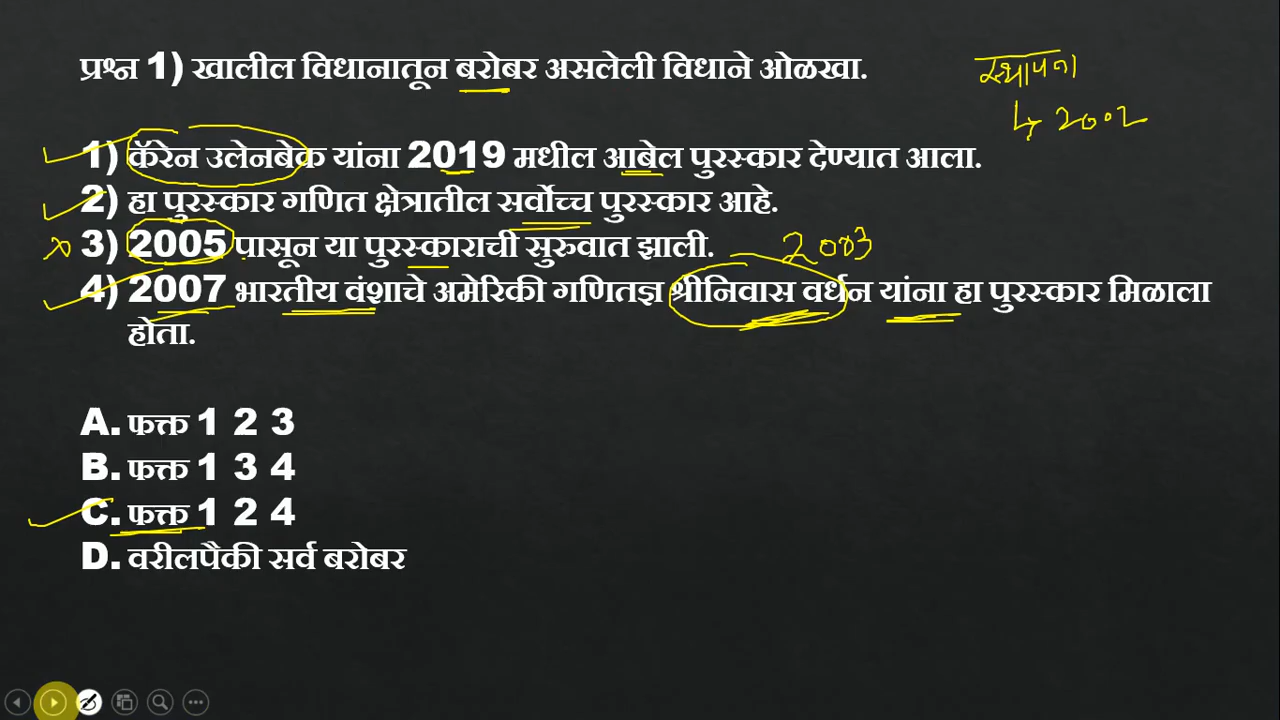 प्रश्न 1) खालील विधानातून बरोबर असलेली विधाने ओळखा.
स्थापना
↳ 2002
1) कॅरेन उलेनबेक यांना 2019 मधील आबेल पुरस्कार देण्यात आला.
2) हा पुरस्कार गणित क्षेत्रातील सर्वोच्च पुरस्कार आहे.
3) 2005 पासून या पुरस्काराची सुरुवात झाली. 2003
4) 2007 भारतीय वंशाचे अमेरिकी गणितज्ञ श्रीनिवास वर्धन यांना हा पुरस्कार मिळाला
होता.
A. फक्त 1 2 3
B. फक्त 1 3 4
C. फक्त 1 2 4
D. वरीलपैकी सर्व बरोबर